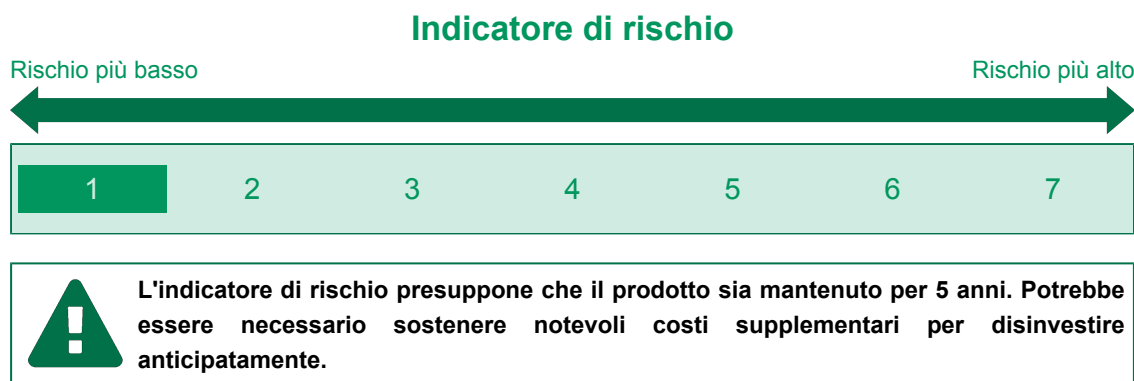 Indicatore di rischio
Rischio più basso
Rischio più alto
1 2 3 4 5 6 7
L'indicatore di rischio presuppone che il prodotto sia mantenuto per 5 anni. Potrebbe
essere necessario sostenere notevoli costi supplementari per disinvestire
anticipatamente.